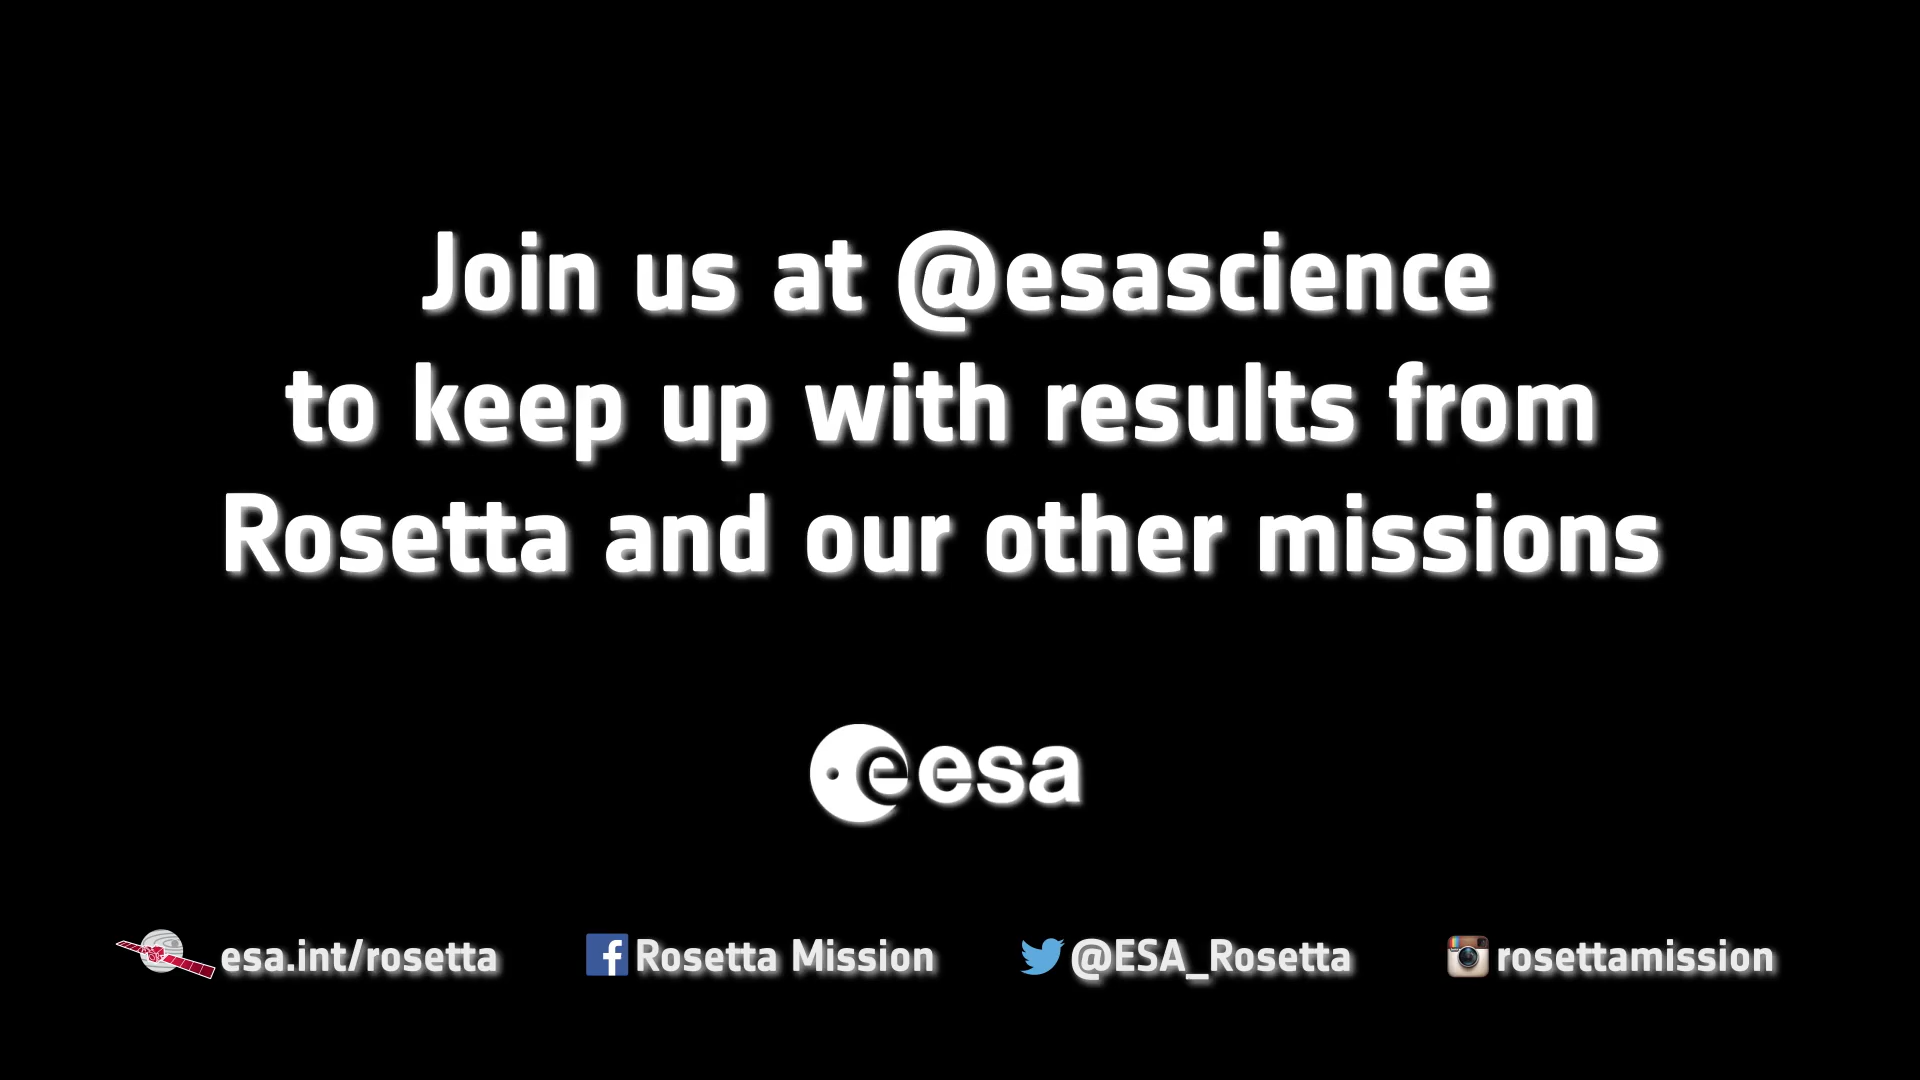 Join us at @esascience
to keep up with results from
Rosetta and our other missions
esa
esa.int/rosetta
Rosetta Mission
@ESA_Rosetta
rosettamission